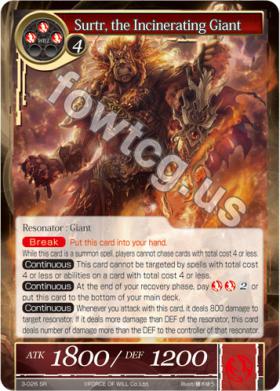 Surtr, the Incinerating Giant
WILL
4
fowtcg.us
Resonator : Giant
Break Put this card into your hand.
While this card is a summon spell, players cannot chase cards with total cost 4 or less.
Continuous This card cannot be targeted by spells with total cost
4 or less or abilities on a card with total cost 4 or less.
Continuous At the end of your recovery phase, pay 2 or
put this card to the bottom of your main deck.
Continuous Whenever you attack with this card, it deals 800 damage to
target resonator. If it deals more damage than DEF of the resonator, this card
deals number of damage more than the DEF to the controller of that resonator.
ATK 1800/ DEF 1200
3-026 SR ©FORCE OF WILL Co.,Ltd. Illust/